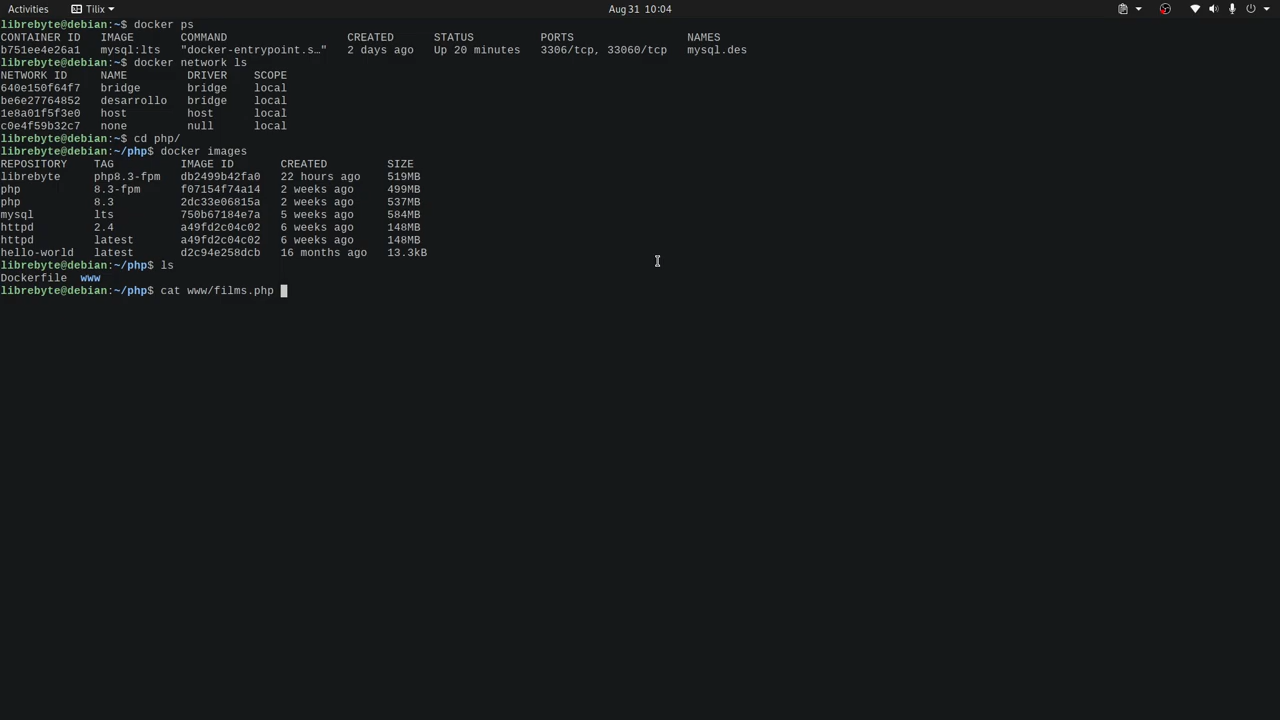 Activities Tilix Aug 31 10:04
librebyte@debian:~$ docker ps
CONTAINER ID IMAGE COMMAND CREATED STATUS PORTS NAMES
b751ee4e26a1 mysql:lts "docker-entrypoint.s…" 2 days ago Up 20 minutes 3306/tcp, 33060/tcp mysql.des
librebyte@debian:~$ docker network ls
NETWORK ID NAME DRIVER SCOPE
640e150f64f7 bridge bridge local
be6e27764852 desarrollo bridge local
1e8a01f5f3e0 host host local
c0e4f59b32c7 none null local
librebyte@debian:~$ cd php/
librebyte@debian:~/php$ docker images
REPOSITORY TAG IMAGE ID CREATED SIZE
librebyte php8.3-fpm db2499b42fa0 22 hours ago 519MB
php 8.3-fpm f07154f74a14 2 weeks ago 499MB
php 8.3 2dc33e06815a 2 weeks ago 537MB
mysql lts 750b67184e7a 5 weeks ago 584MB
httpd 2.4 a49fd2c04c02 6 weeks ago 148MB
httpd latest a49fd2c04c02 6 weeks ago 148MB
hello-world latest d2c94e258dcb 16 months ago 13.3kB
librebyte@debian:~/php$ ls
Dockerfile www
librebyte@debian:~/php$ cat www/films.php